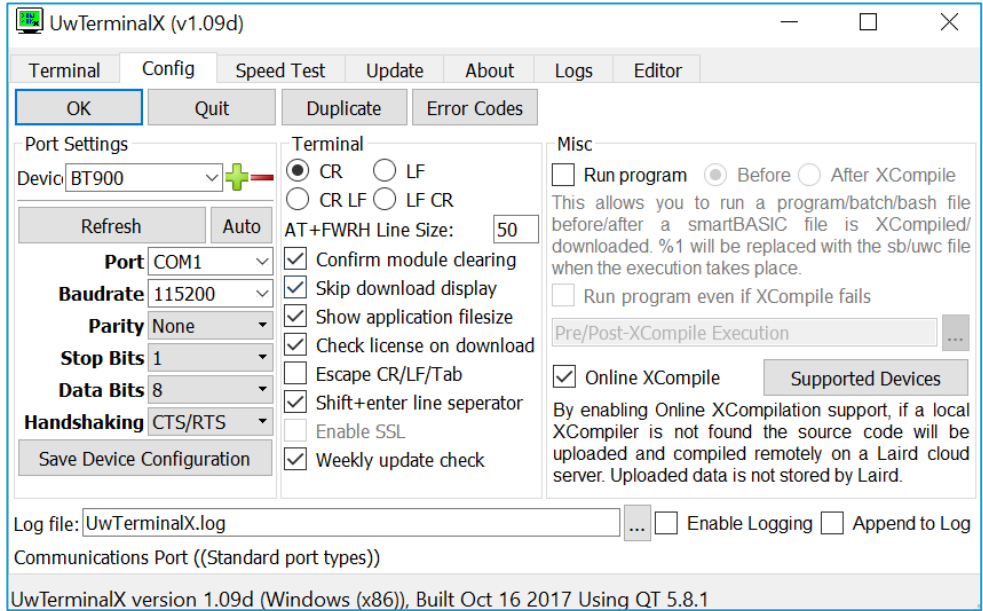 UwTerminalX (v1.09d)
Terminal Config Speed Test Update About Logs Editor
OK Quit Duplicate Error Codes
Port Settings
Devic BT900
Refresh Auto
Port COM1
Baudrate 115200
Parity None
Stop Bits 1
Data Bits 8
Handshaking CTS/RTS
Save Device Configuration
Terminal
CR LF
CR LF LF CR
AT+FWRH Line Size: 50
Confirm module clearing
Skip download display
Show application filesize
Check license on download
Escape CR/LF/Tab
Shift+enter line seperator
Enable SSL
Weekly update check
Misc
Run program Before After XCompile
This allows you to run a program/batch/bash file
before/after a smartBASIC file is XCompiled/
downloaded. %1 will be replaced with the sb/uwc file
when the execution takes place.
Run program even if XCompile fails
Pre/Post-XCompile Execution ...
Online XCompile Supported Devices
By enabling Online XCompilation support, if a local
XCompiler is not found the source code will be
uploaded and compiled remotely on a Laird cloud
server. Uploaded data is not stored by Laird.
Log file: UwTerminalX.log ... Enable Logging Append to Log
Communications Port ((Standard port types))
UwTerminalX version 1.09d (Windows (x86)), Built Oct 16 2017 Using QT 5.8.1